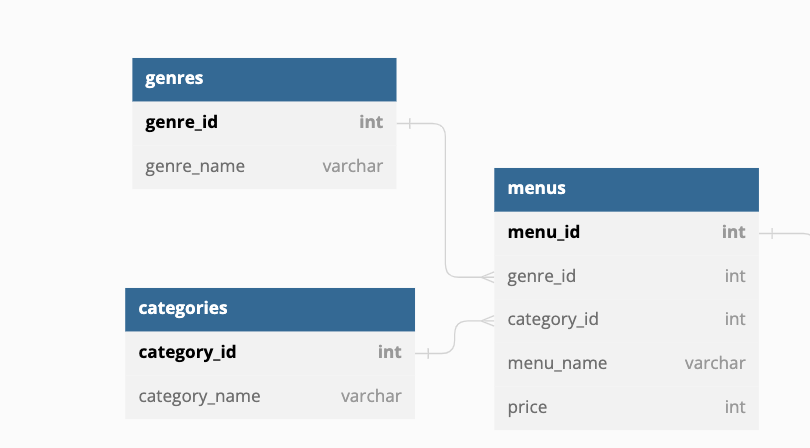 genres
genre_id int
genre_name varchar
categories
category_id int
category_name varchar
menus
menu_id int
genre_id int
category_id int
menu_name varchar
price int